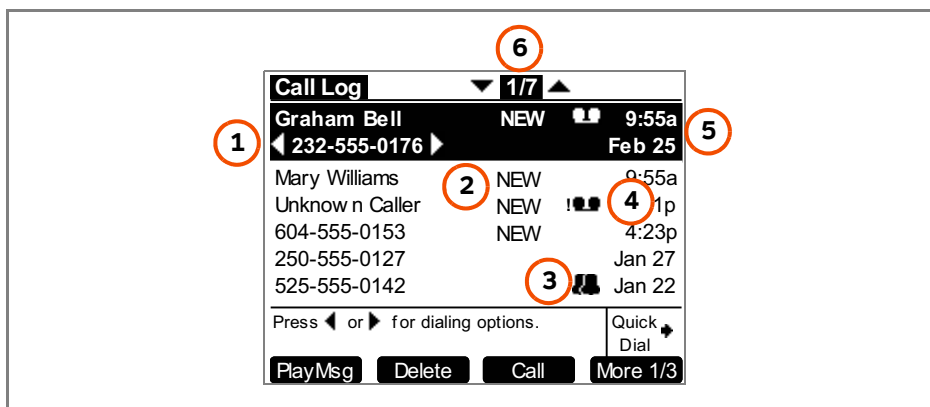 6
Call Log 1/7
Graham Bell NEW 9:55a
1 232-555-0176 Feb 25 5
Mary Williams 2 NEW 9:55a
Unknow n Caller NEW ! 4 1p
604-555-0153 NEW 4:23p
250-555-0127 Jan 27
525-555-0142 3 Jan 22
Press or for dialing options. Quick
Dial
PlayMsg Delete Call More 1/3